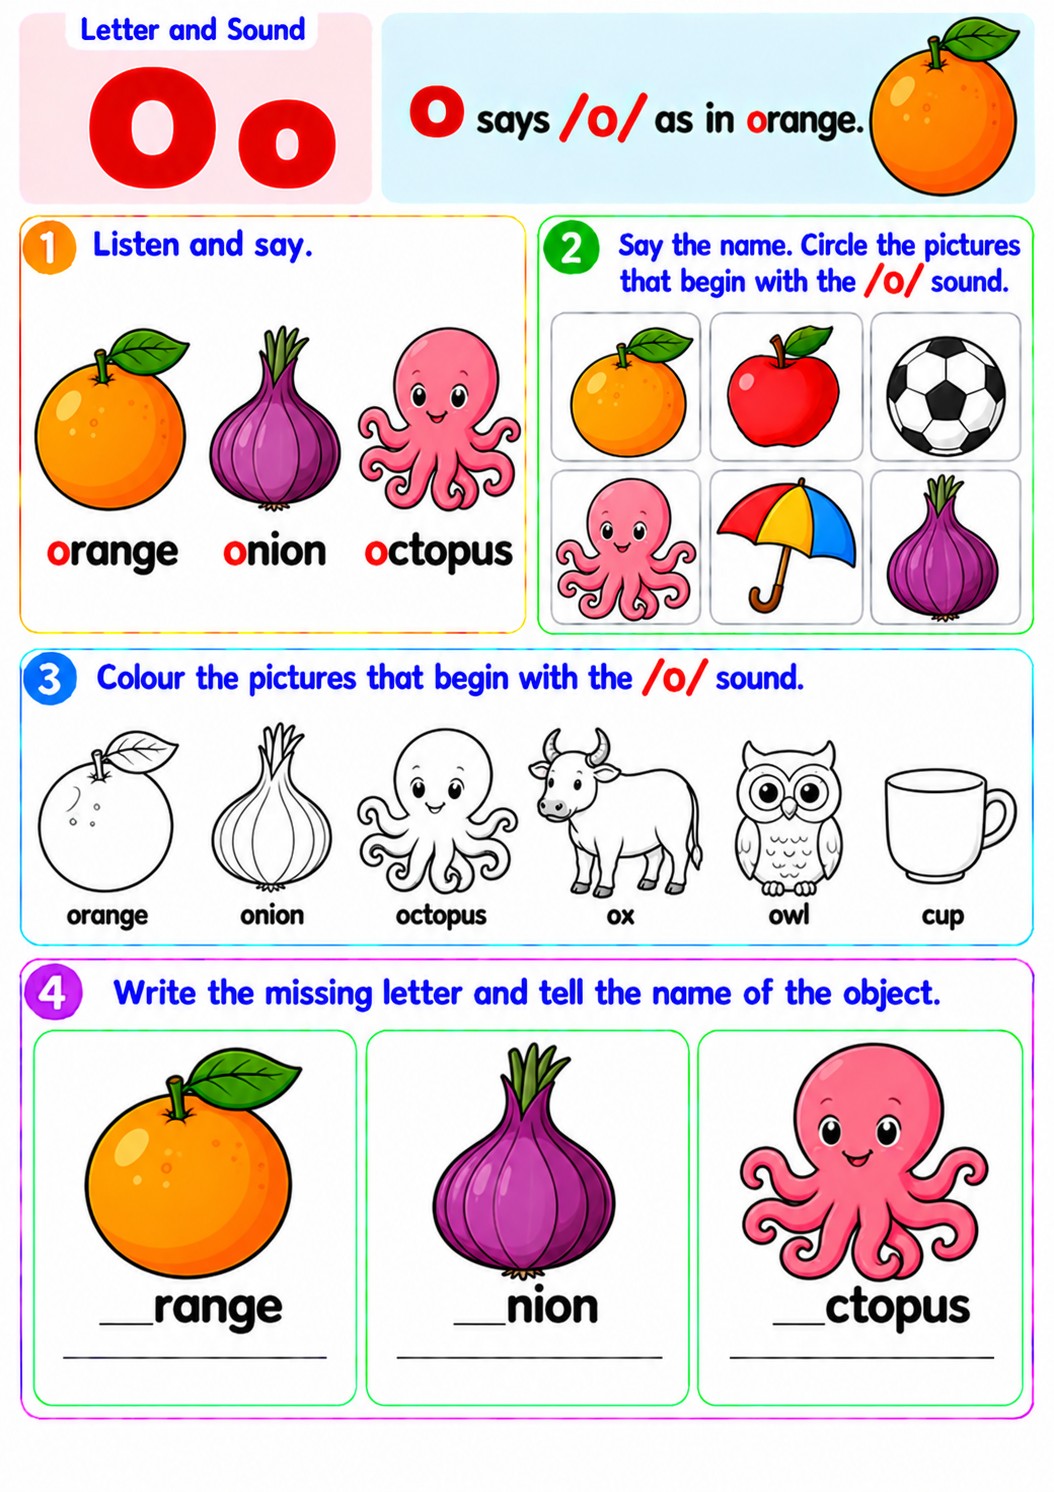 Letter and Sound
O o
o says /o/ as in orange.
1 Listen and say.
orange onion octopus
2 Say the name. Circle the pictures
that begin with the /o/ sound.
3 Colour the pictures that begin with the /o/ sound.
orange onion octopus ox owl cup
4 Write the missing letter and tell the name of the object.
__range __nion __ctopus